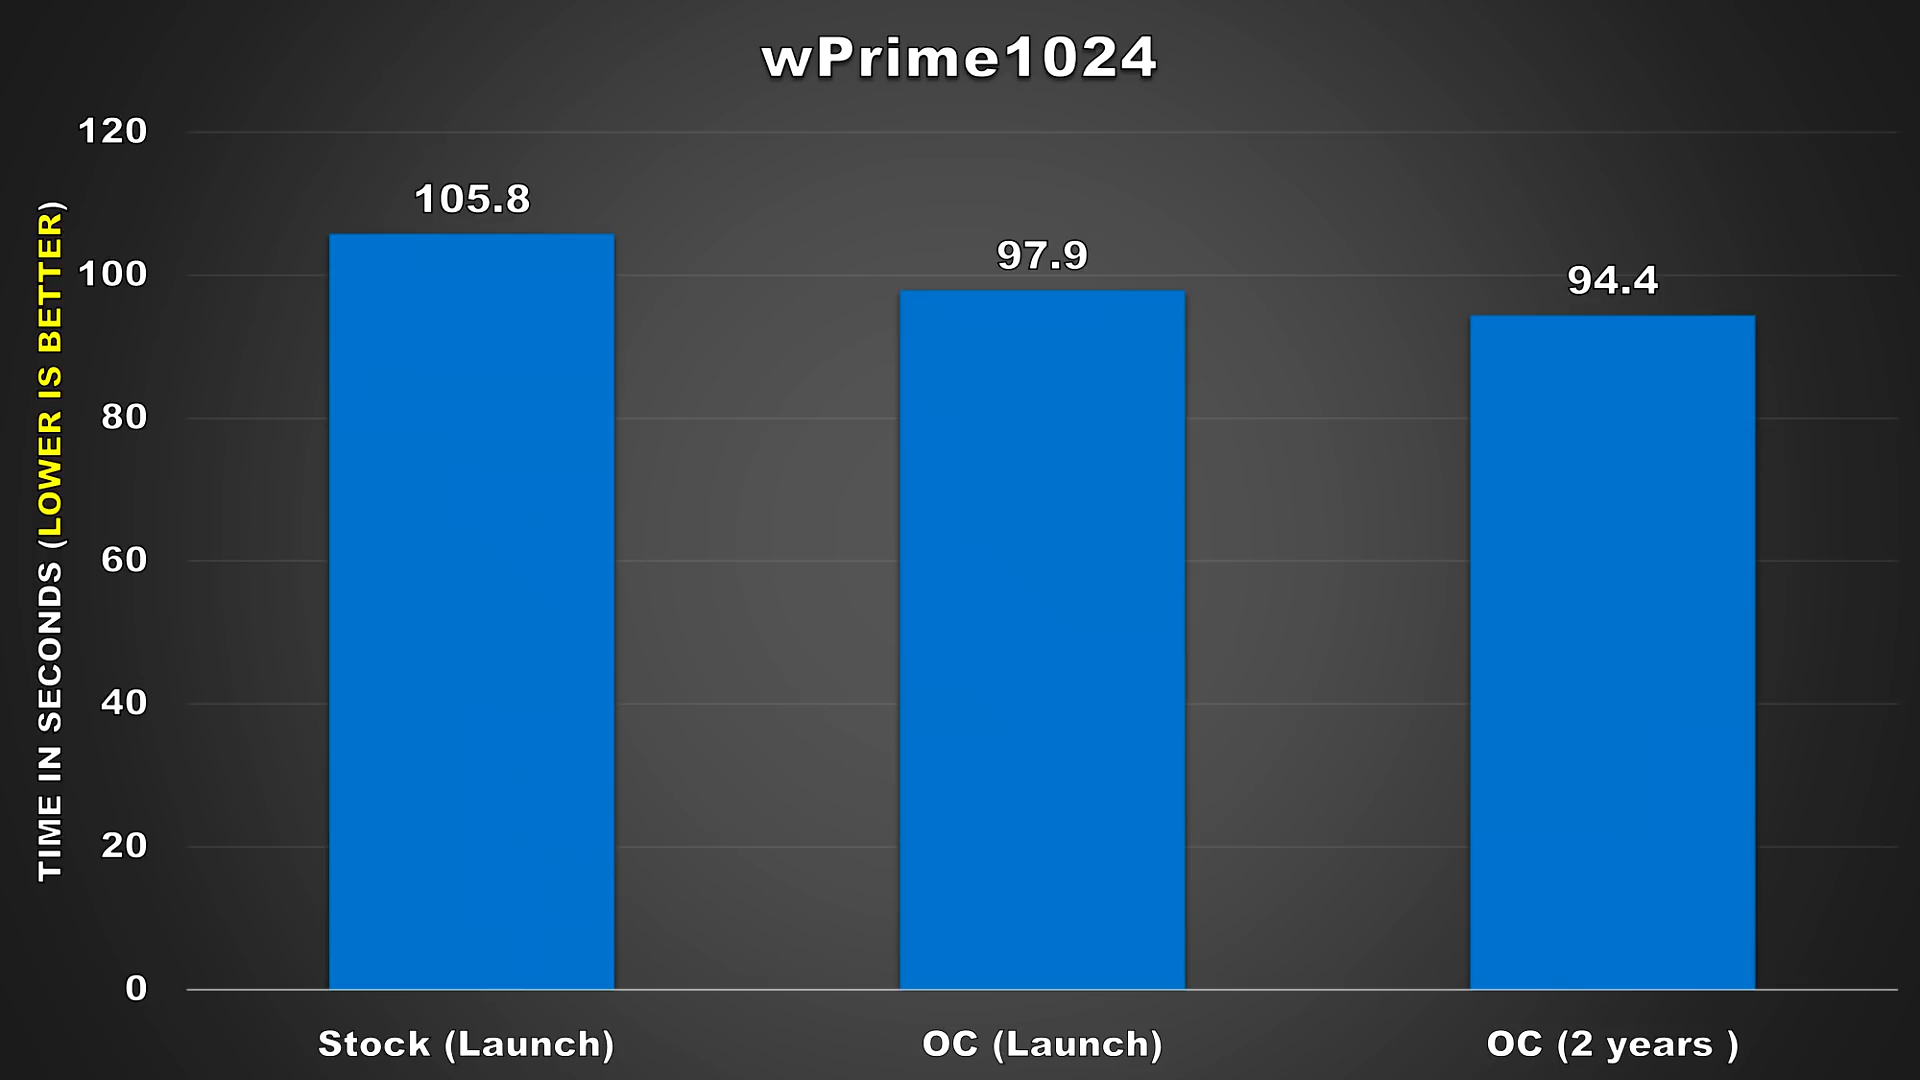 wPrime1024
TIME IN SECONDS (LOWER IS BETTER)
120
100
80
60
40
20
0
105.8
97.9
94.4
Stock (Launch)
OC (Launch)
OC (2 years )